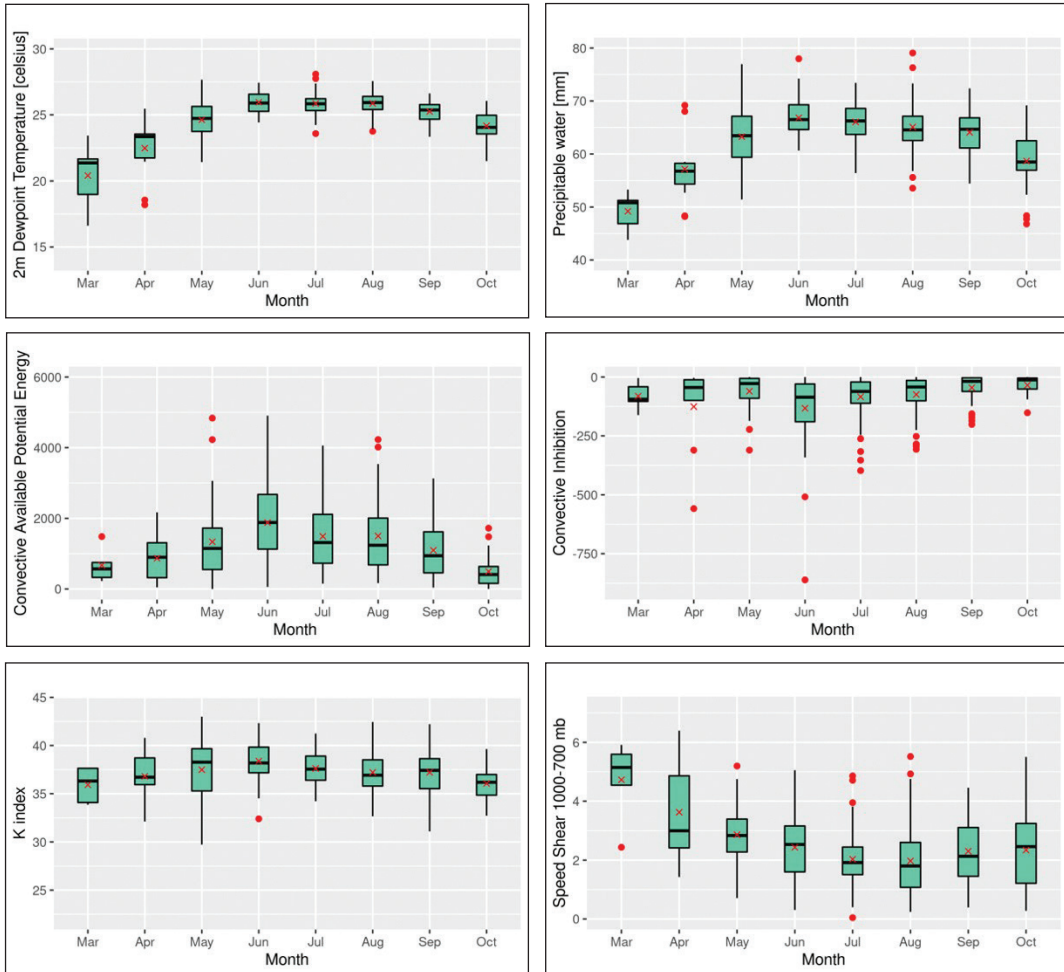 2m Dewpoint Temperature [celsius]
30
25
20
15
Mar Apr May Jun Jul Aug Sep Oct
Month
Precipitable water [mm]
80
70
60
50
40
Mar Apr May Jun Jul Aug Sep Oct
Month
Convective Available Potential Energy
6000
4000
2000
0
Mar Apr May Jun Jul Aug Sep Oct
Month
Convective Inhibition
0
-250
-500
-750
Mar Apr May Jun Jul Aug Sep Oct
Month
K index
45
40
35
30
25
Mar Apr May Jun Jul Aug Sep Oct
Month
Speed Shear 1000-700 mb
6
4
2
0
Mar Apr May Jun Jul Aug Sep Oct
Month